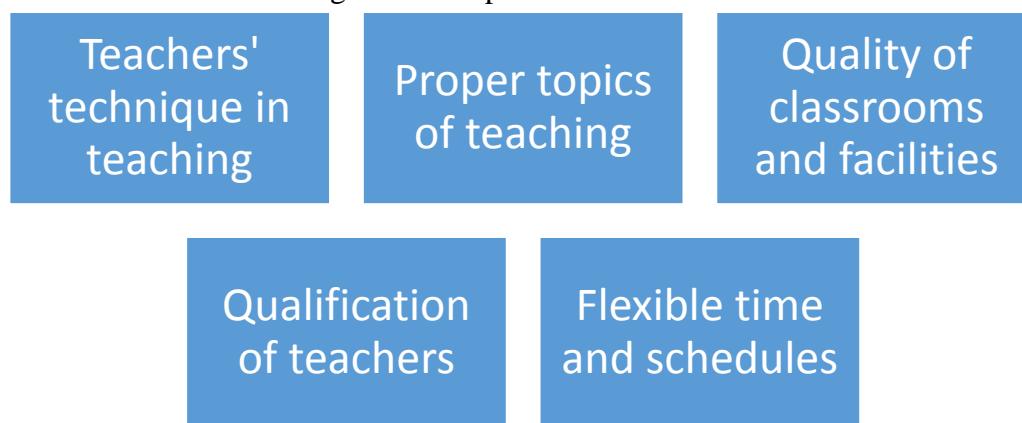 Teachers'
technique in
teaching
Proper topics
of teaching
Quality of
classrooms
and facilities
Qualification
of teachers
Flexible time
and schedules